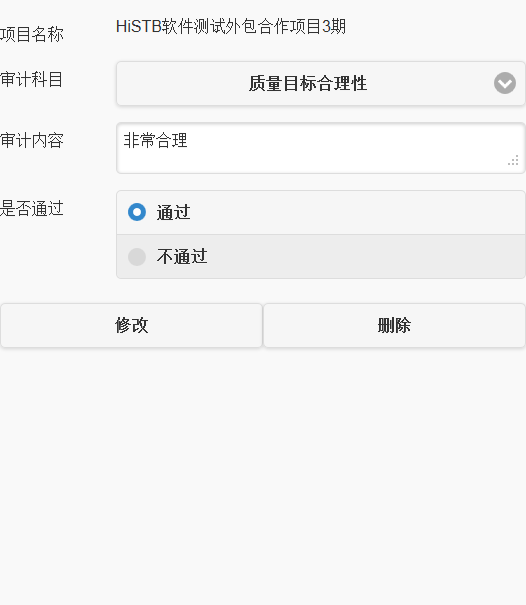 项目名称 HiSTB软件测试外包合作项目3期
审计科目 质量目标合理性
审计内容 非常合理
是否通过 通过
不通过
修改 删除